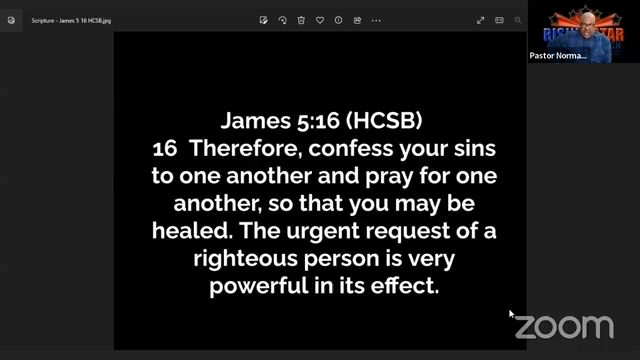 Scripture - James 5 16 HCSB.jpg
James 5:16 (HCSB)
16 Therefore, confess your sins
to one another and pray for one
another, so that you may be
healed. The urgent request of a
righteous person is very
powerful in its effect.
Pastor Norma...
zoom